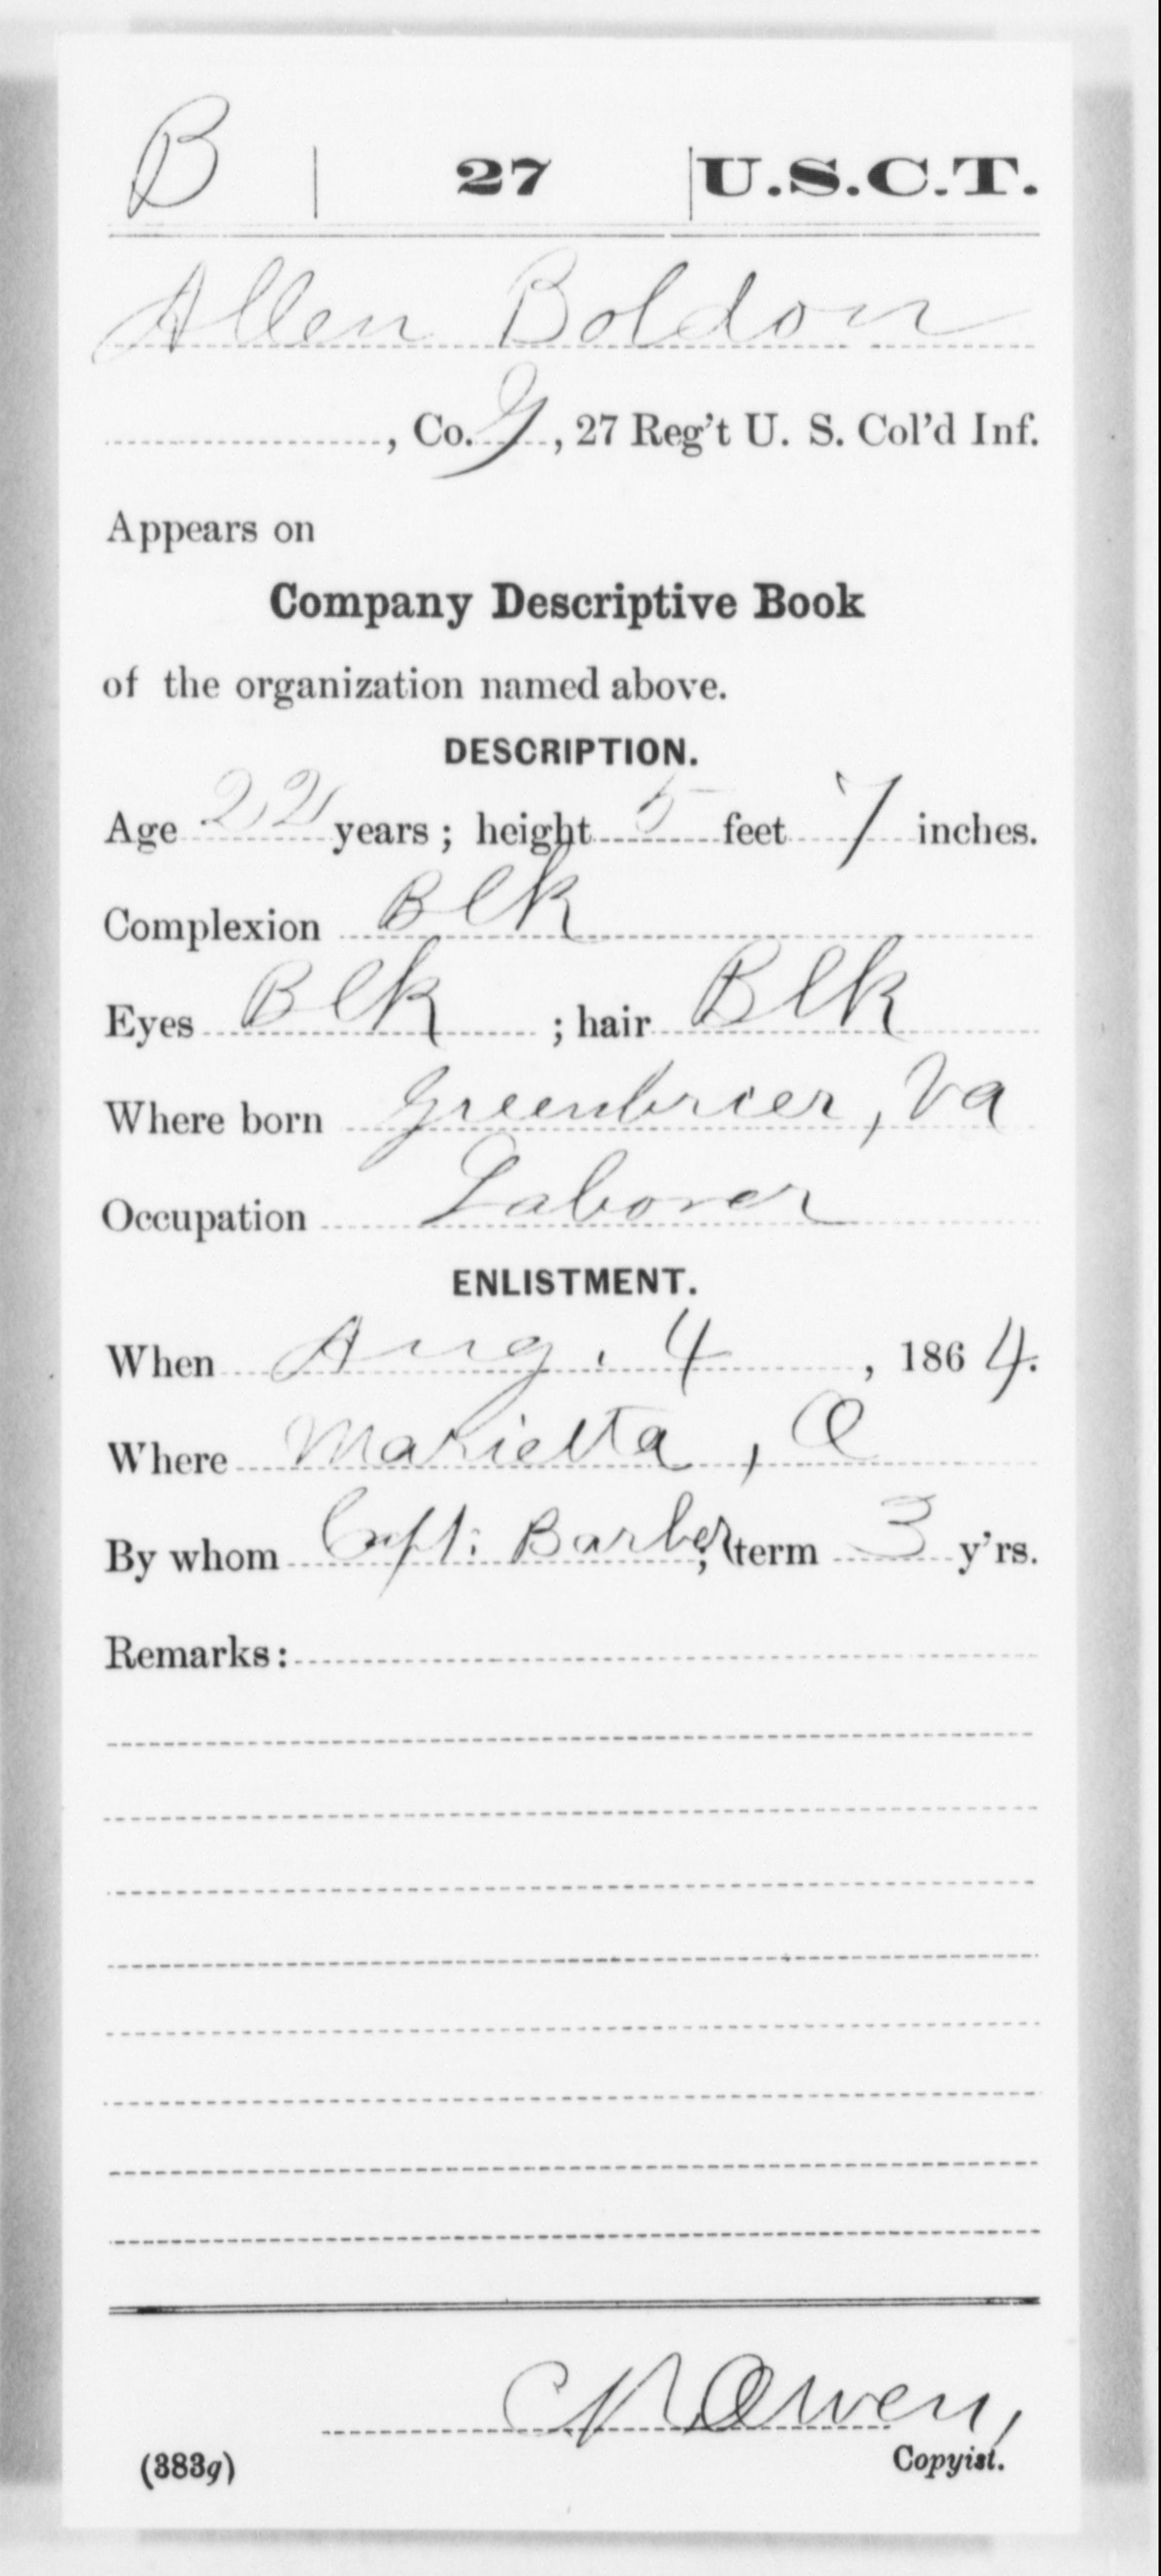 B | 27 | U.S.C.T.
Allen Boldon
, Co. G, 27 Reg't U. S. Col'd Inf.
Appears on
Company Descriptive Book
of the organization named above.
DESCRIPTION.
Age 22 years; height 5 feet 7 inches.
Complexion Blk
Eyes Blk ; hair Blk
Where born Greenbrier, Va
Occupation Laborer
ENLISTMENT.
When Aug. 4, 1864.
Where Marietta, O
By whom Capt. Barber; term 3 y'rs.
Remarks:
Owen,
(383g) Copyist.